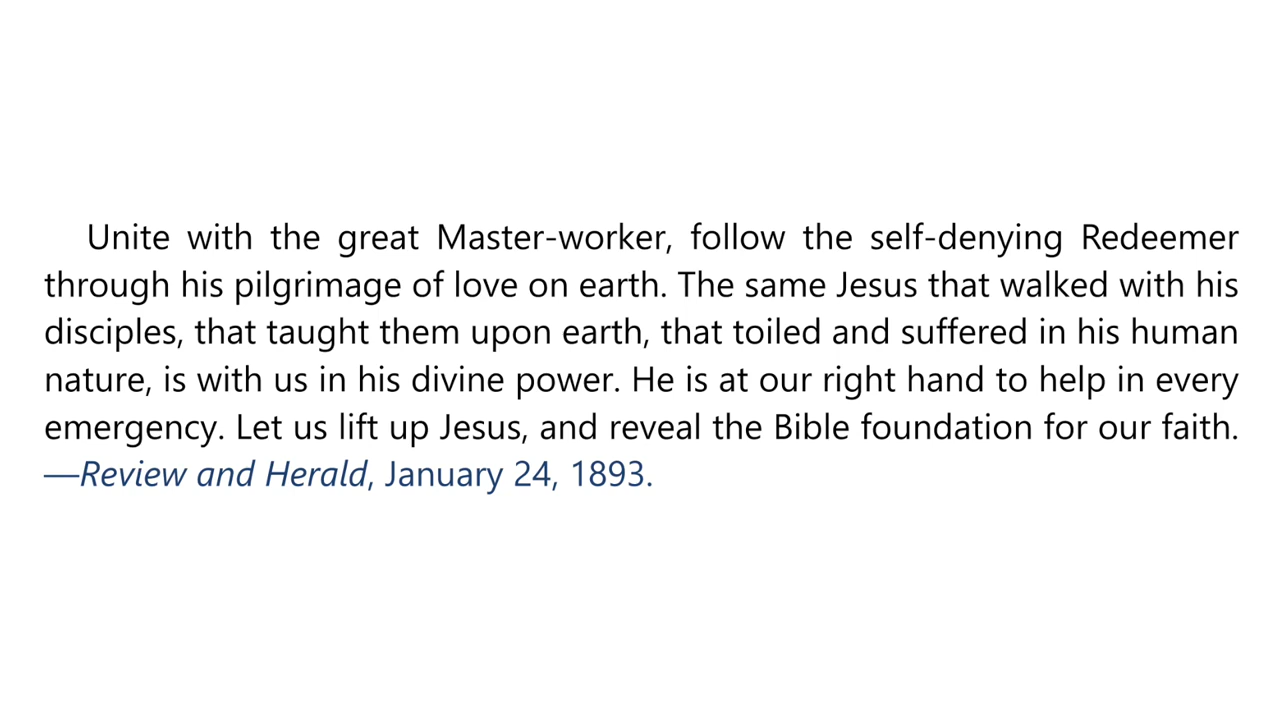 Unite with the great Master-worker, follow the self-denying Redeemer
through his pilgrimage of love on earth. The same Jesus that walked with his
disciples, that taught them upon earth, that toiled and suffered in his human
nature, is with us in his divine power. He is at our right hand to help in every
emergency. Let us lift up Jesus, and reveal the Bible foundation for our faith.
—Review and Herald, January 24, 1893.